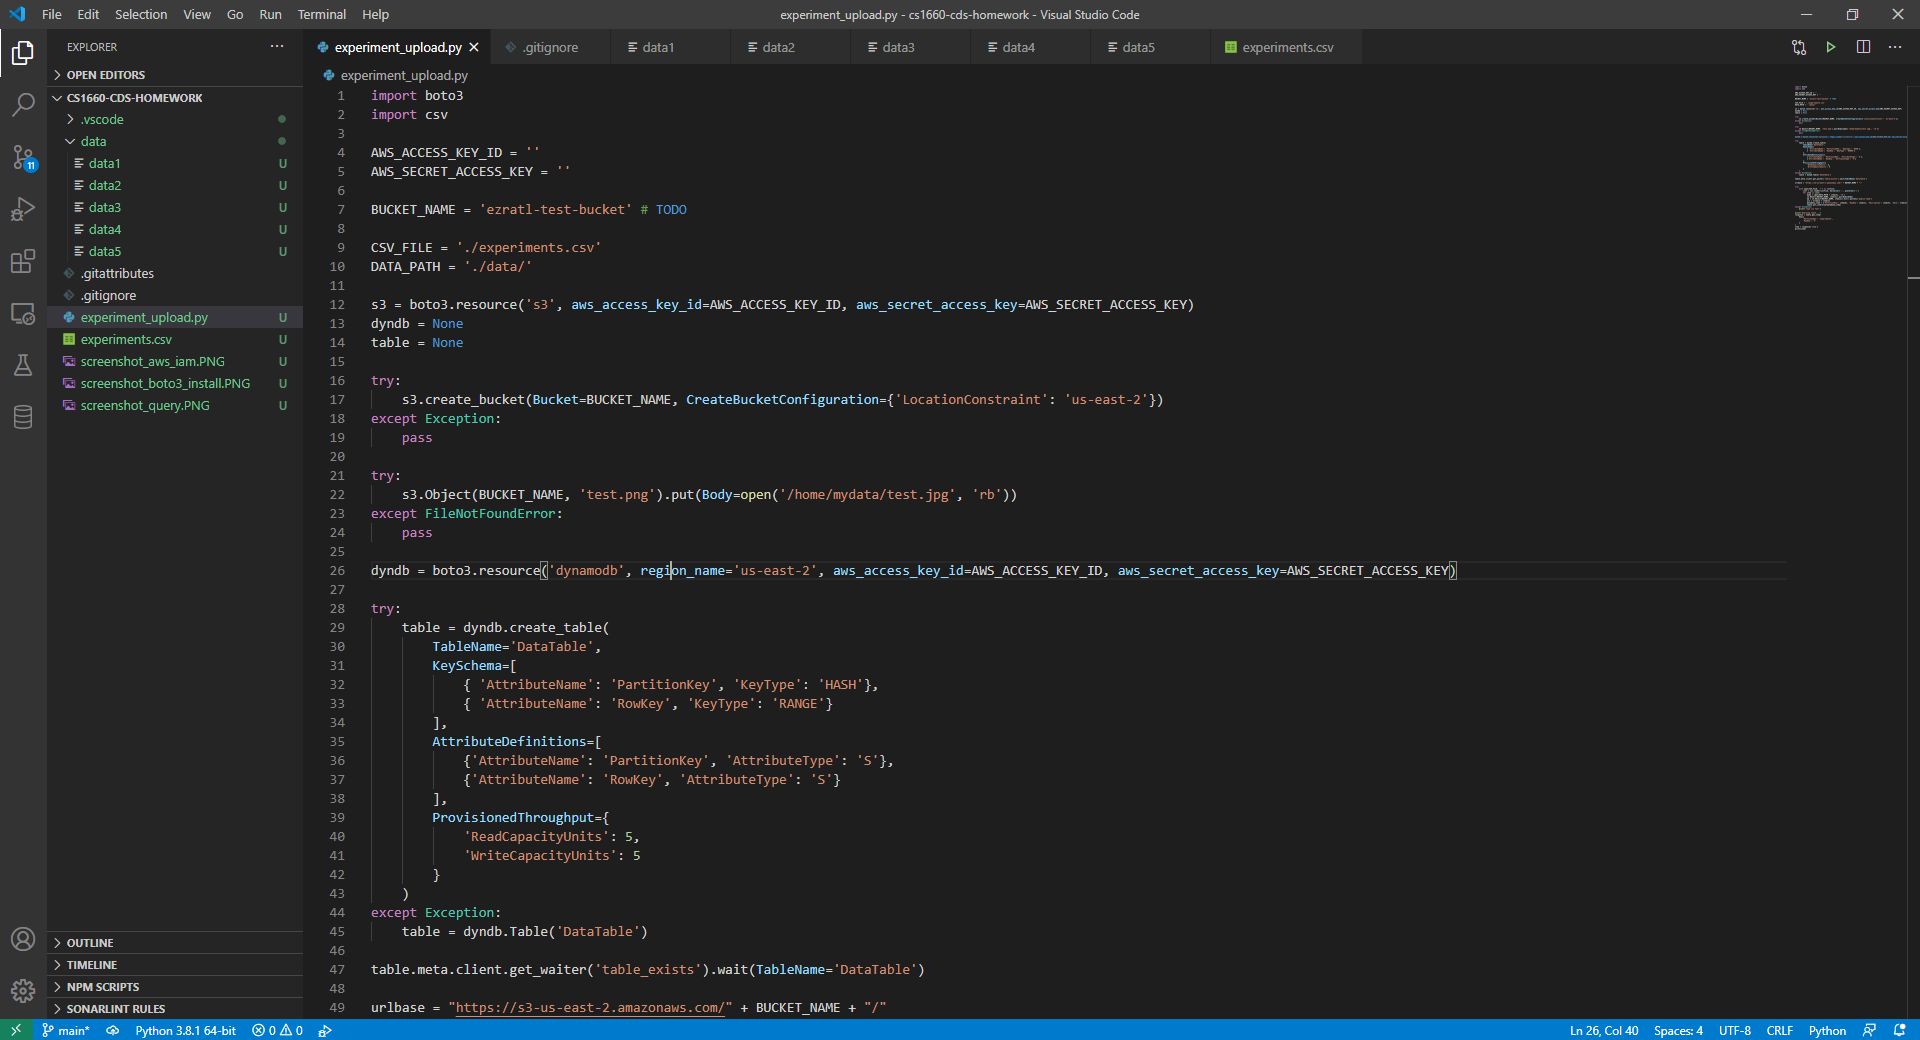 File Edit Selection View Go Run Terminal Help
experiment_upload.py - cs1660-cds-homework - Visual Studio Code
EXPLORER
OPEN EDITORS
CS1660-CDS-HOMEWORK
.vscode
data
data1 U
data2 U
data3 U
data4 U
data5 U
.gitattributes
.gitignore
experiment_upload.py U
experiments.csv U
screenshot_aws_iam.PNG U
screenshot_boto3_install.PNG U
screenshot_query.PNG U
11
OUTLINE
TIMELINE
NPM SCRIPTS
SONARLINT RULES
experiment_upload.py .gitignore data1 data2 data3 data4 data5 experiments.csv
experiment_upload.py
1 import boto3
2 import csv
3
4 AWS_ACCESS_KEY_ID = ''
5 AWS_SECRET_ACCESS_KEY = ''
6
7 BUCKET_NAME = 'ezratl-test-bucket' # TODO
8
9 CSV_FILE = './experiments.csv'
10 DATA_PATH = './data/'
11
12 s3 = boto3.resource('s3', aws_access_key_id=AWS_ACCESS_KEY_ID, aws_secret_access_key=AWS_SECRET_ACCESS_KEY)
13 dyndb = None
14 table = None
15
16 try:
17 s3.create_bucket(Bucket=BUCKET_NAME, CreateBucketConfiguration={'LocationConstraint': 'us-east-2'})
18 except Exception:
19 pass
20
21 try:
22 s3.Object(BUCKET_NAME, 'test.png').put(Body=open('/home/mydata/test.jpg', 'rb'))
23 except FileNotFoundError:
24 pass
25
26 dyndb = boto3.resource('dynamodb', region_name='us-east-2', aws_access_key_id=AWS_ACCESS_KEY_ID, aws_secret_access_key=AWS_SECRET_ACCESS_KEY)
27
28 try:
29 table = dyndb.create_table(
30 TableName='DataTable',
31 KeySchema=[
32 { 'AttributeName': 'PartitionKey', 'KeyType': 'HASH'},
33 { 'AttributeName': 'RowKey', 'KeyType': 'RANGE'}
34 ],
35 AttributeDefinitions=[
36 {'AttributeName': 'PartitionKey', 'AttributeType': 'S'},
37 {'AttributeName': 'RowKey', 'AttributeType': 'S'}
38 ],
39 ProvisionedThroughput={
40 'ReadCapacityUnits': 5,
41 'WriteCapacityUnits': 5
42 }
43 )
44 except Exception:
45 table = dyndb.Table('DataTable')
46
47 table.meta.client.get_waiter('table_exists').wait(TableName='DataTable')
48
49 urlbase = "https://s3-us-east-2.amazonaws.com/" + BUCKET_NAME + "/"
main* Python 3.8.1 64-bit 0 0
Ln 26, Col 40 Spaces: 4 UTF-8 CRLF Python